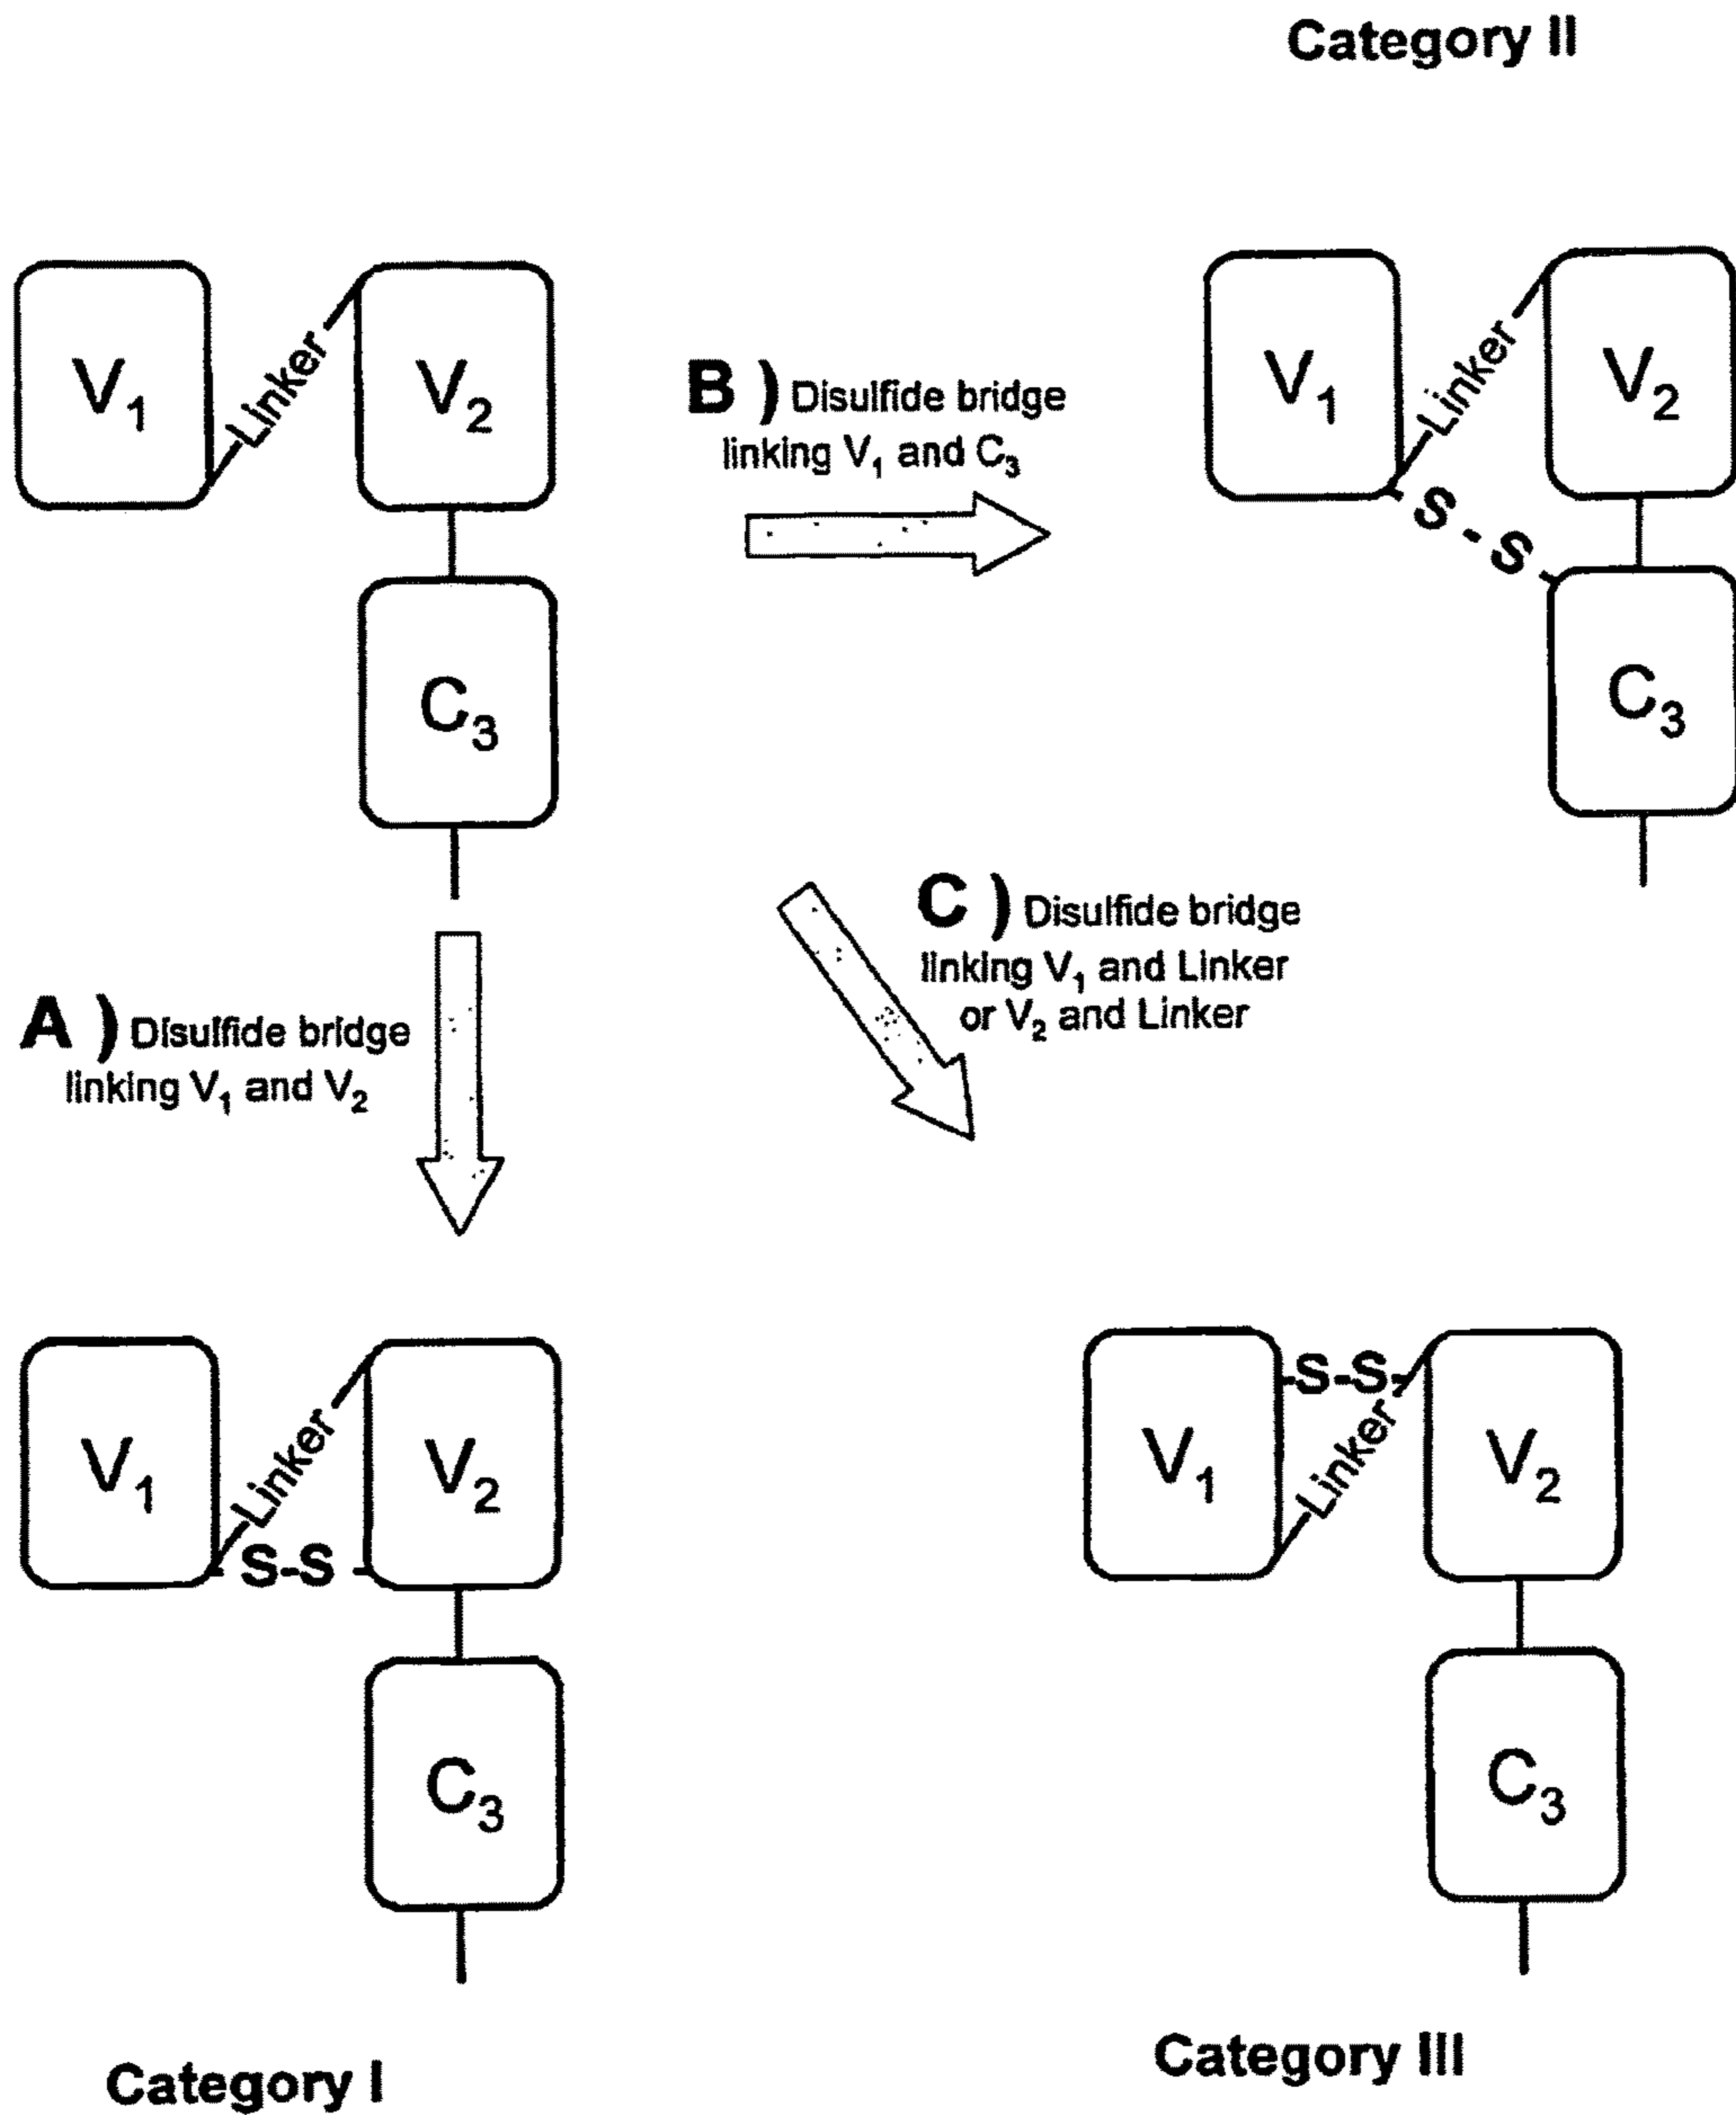 Category II
V1
Linker
V2
C3
B ) Disulfide bridge
linking V1 and C3
V1
Linker
V2
S - S
C3
A ) Disulfide bridge
linking V1 and V2
C ) Disulfide bridge
linking V1 and Linker
or V2 and Linker
V1
Linker
V2
S-S
C3
Category I
V1
-S-S-
Linker
V2
C3
Category III